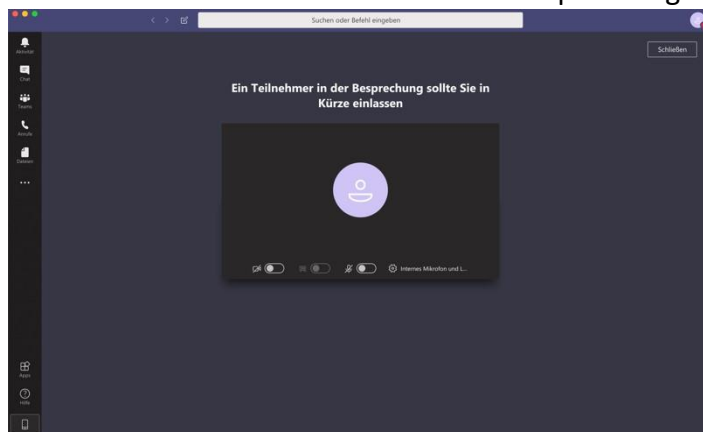 Suchen oder Befehl eingeben
Aktivität
Chat
Teams
Anrufe
Dateien
Schließen
Ein Teilnehmer in der Besprechung sollte Sie in
Kürze einlassen
Internes Mikrofon und L...
Apps
Hilfe